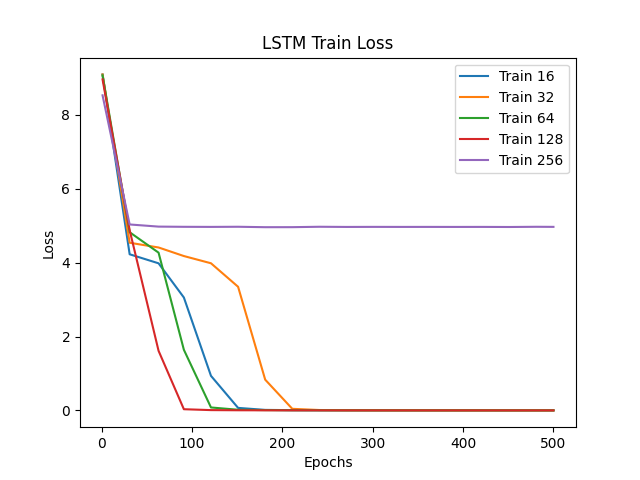 LSTM Train Loss
Train 16
Train 32
Train 64
Train 128
Train 256
Loss
8
6
4
2
0
0 100 200 300 400 500
Epochs